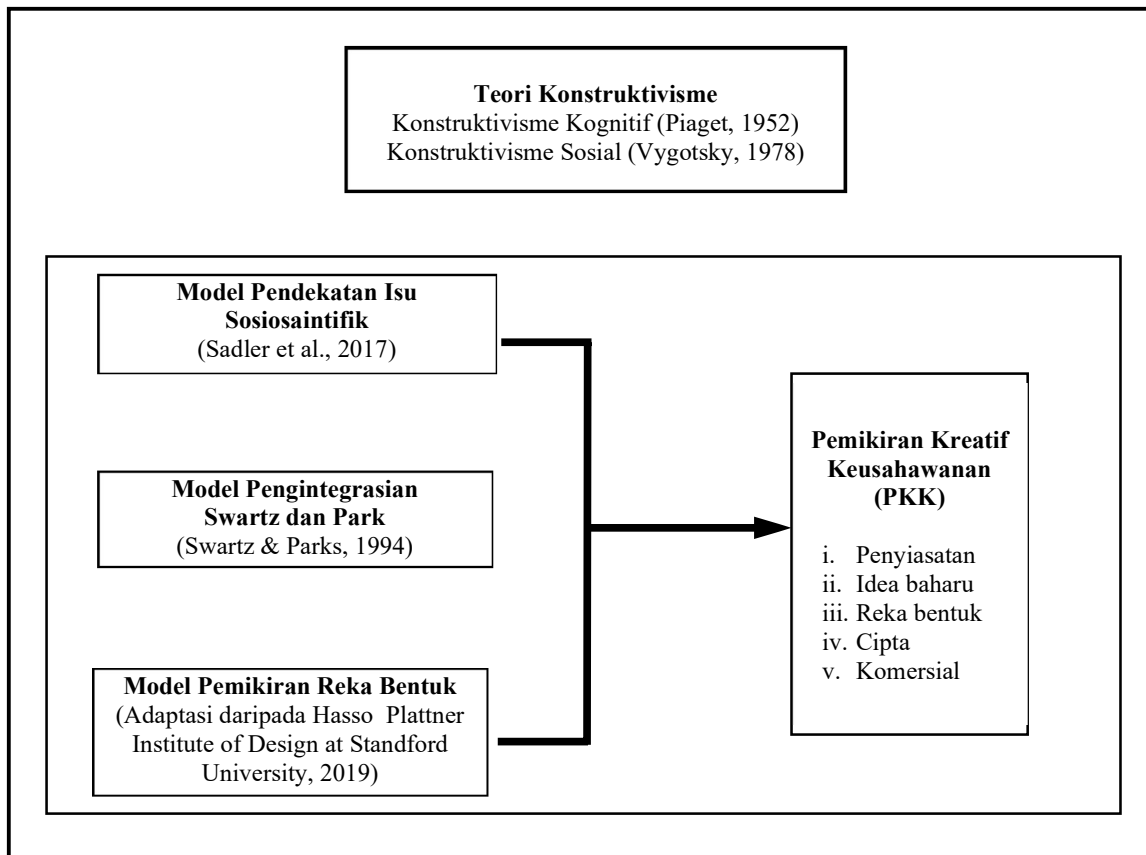 Teori Konstruktivisme
Konstruktivisme Kognitif (Piaget, 1952)
Konstruktivisme Sosial (Vygotsky, 1978)
Model Pendekatan Isu
Sosiosaintifik
(Sadler et al., 2017)
Model Pengintegrasian
Swartz dan Park
(Swartz & Parks, 1994)
Model Pemikiran Reka Bentuk
(Adaptasi daripada Hasso Plattner
Institute of Design at Standford
University, 2019)
Pemikiran Kreatif
Keusahawanan
(PKK)
i. Penyiasatan
ii. Idea baharu
iii. Reka bentuk
iv. Cipta
v. Komersial